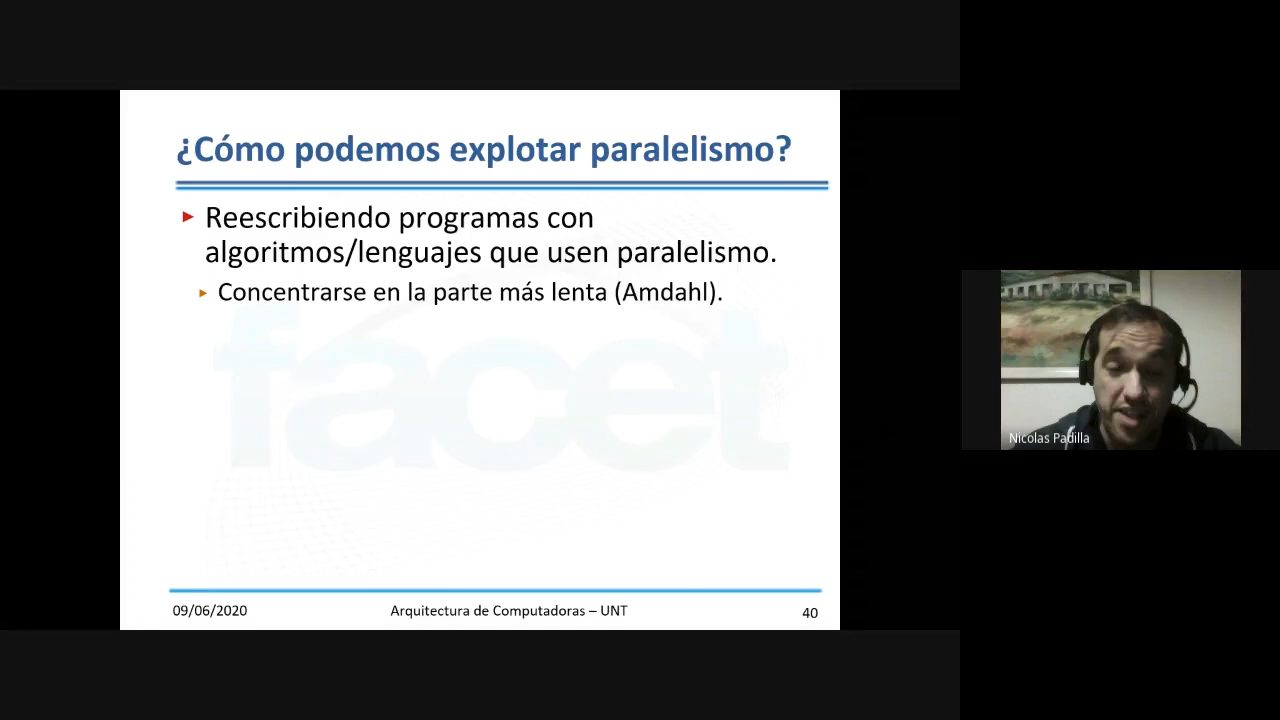 ¿Cómo podemos explotar paralelismo?
Reescribiendo programas con
algoritmos/lenguajes que usen paralelismo.
Concentrarse en la parte más lenta (Amdahl).
facet
09/06/2020 Arquitectura de Computadoras – UNT 40
Nicolas Padilla